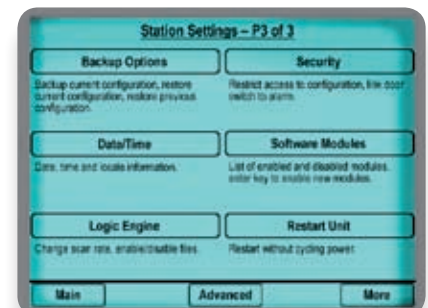 Station Settings – P3 of 3
Backup Options
Security
Backup current configuration, restore
current configuration, restore previous
configuration.
Restrict access to configuration, link door
switch to alarm.
Data/Time
Software Modules
Date, time and locale information.
List of enabled and disabled modules,
enter key to enable new modules.
Logic Engine
Restart Unit
Change scan rate, enable/disable files.
Restart without cycling power.
Main
Advanced
More